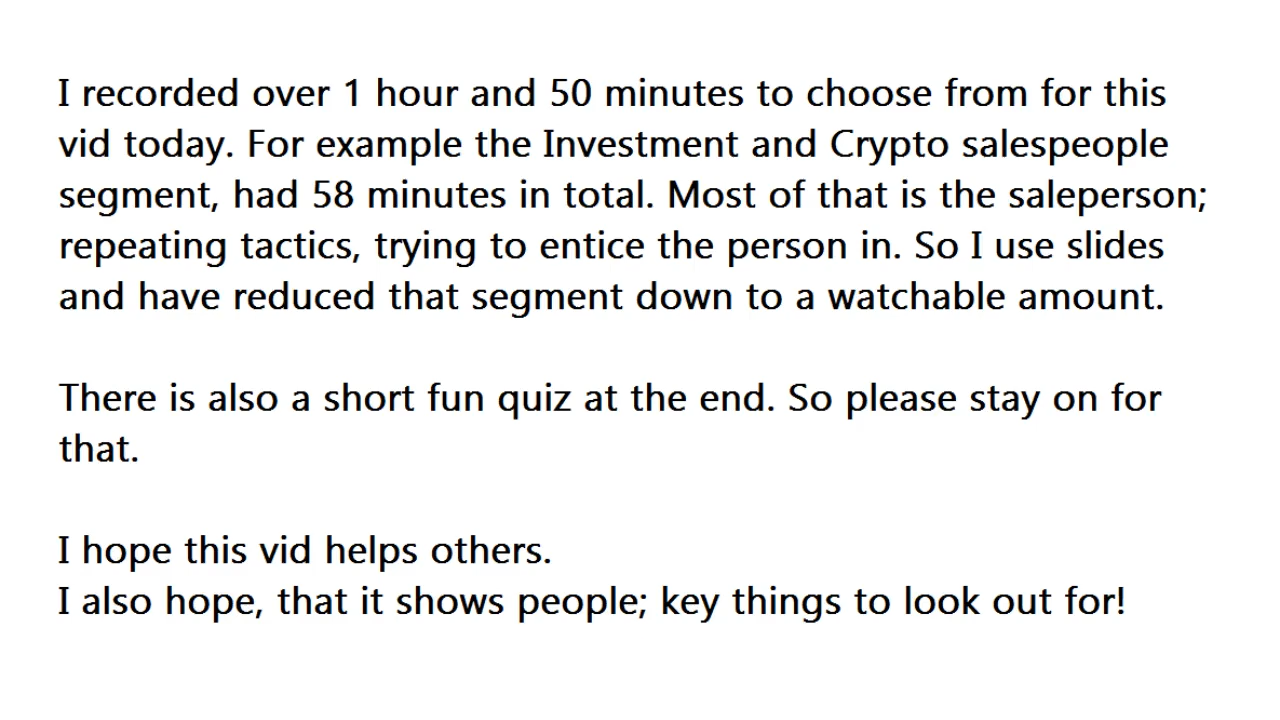 I recorded over 1 hour and 50 minutes to choose from for this
vid today. For example the Investment and Crypto salespeople
segment, had 58 minutes in total. Most of that is the saleperson;
repeating tactics, trying to entice the person in. So I use slides
and have reduced that segment down to a watchable amount.
There is also a short fun quiz at the end. So please stay on for
that.
I hope this vid helps others.
I also hope, that it shows people; key things to look out for!